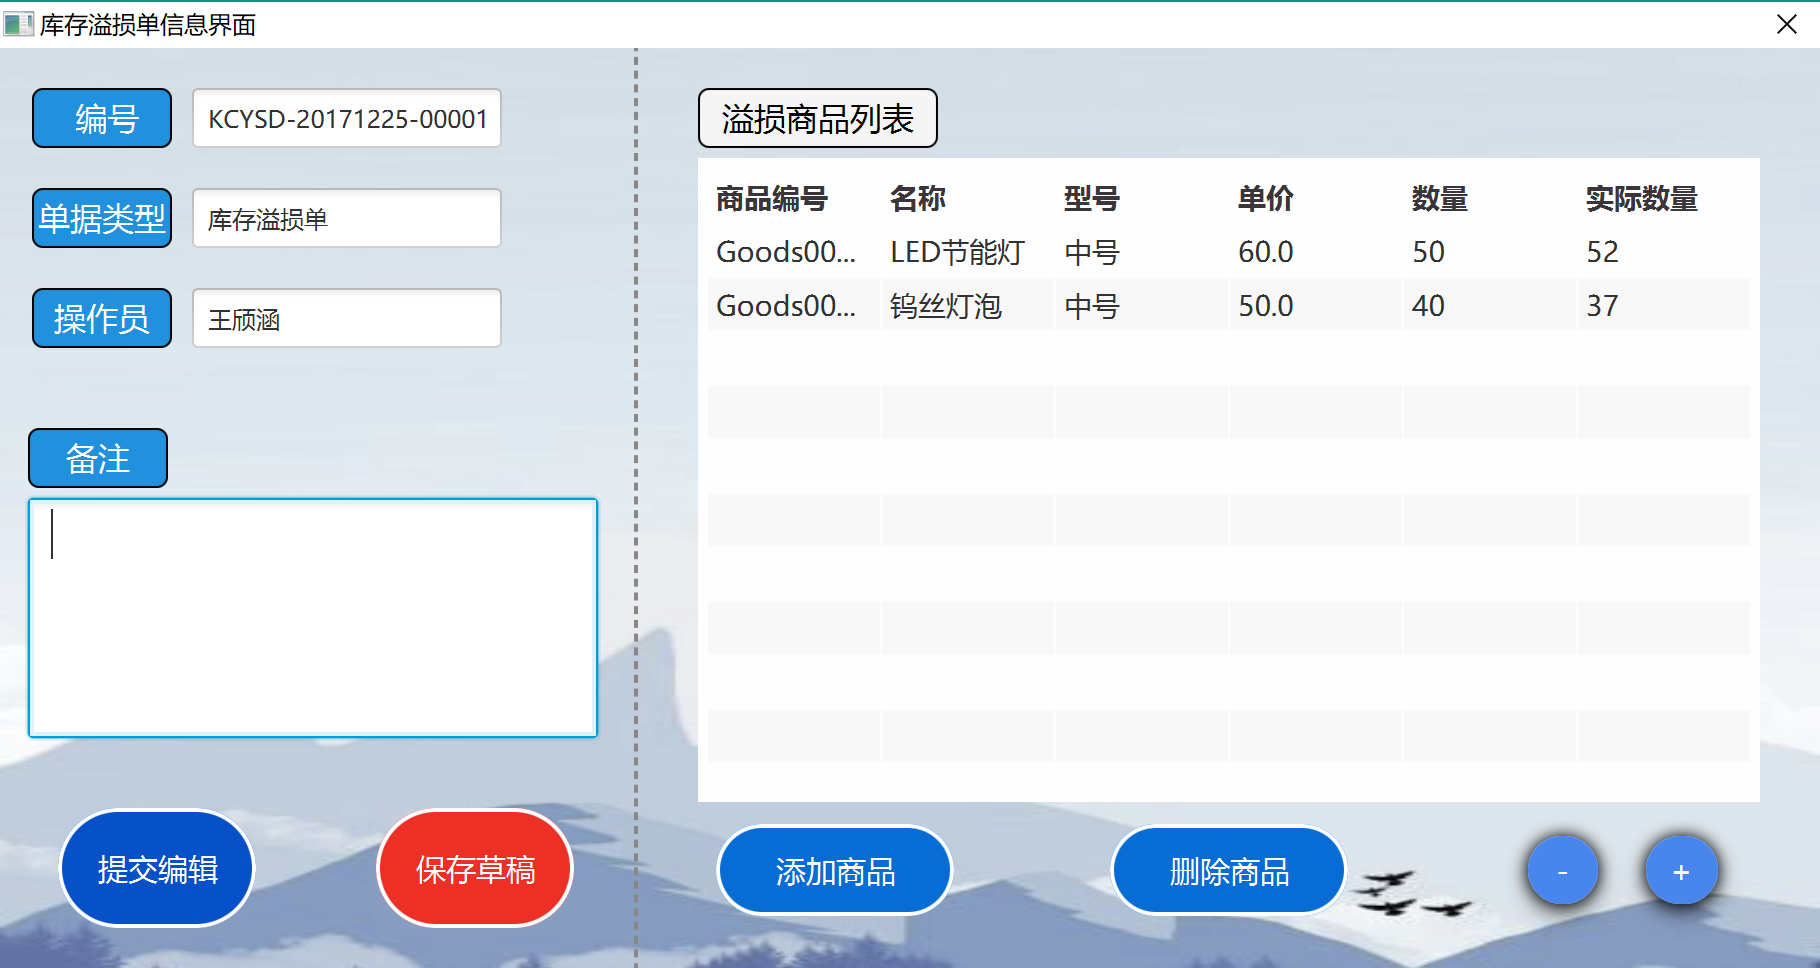 库存溢损单信息界面
编号 KCYSD-20171225-00001
单据类型 库存溢损单
操作员 王颀涵
备注
提交编辑 保存草稿
溢损商品列表
商品编号 名称 型号 单价 数量 实际数量
Goods00... LED节能灯 中号 60.0 50 52
Goods00... 钨丝灯泡 中号 50.0 40 37
添加商品 删除商品 - +